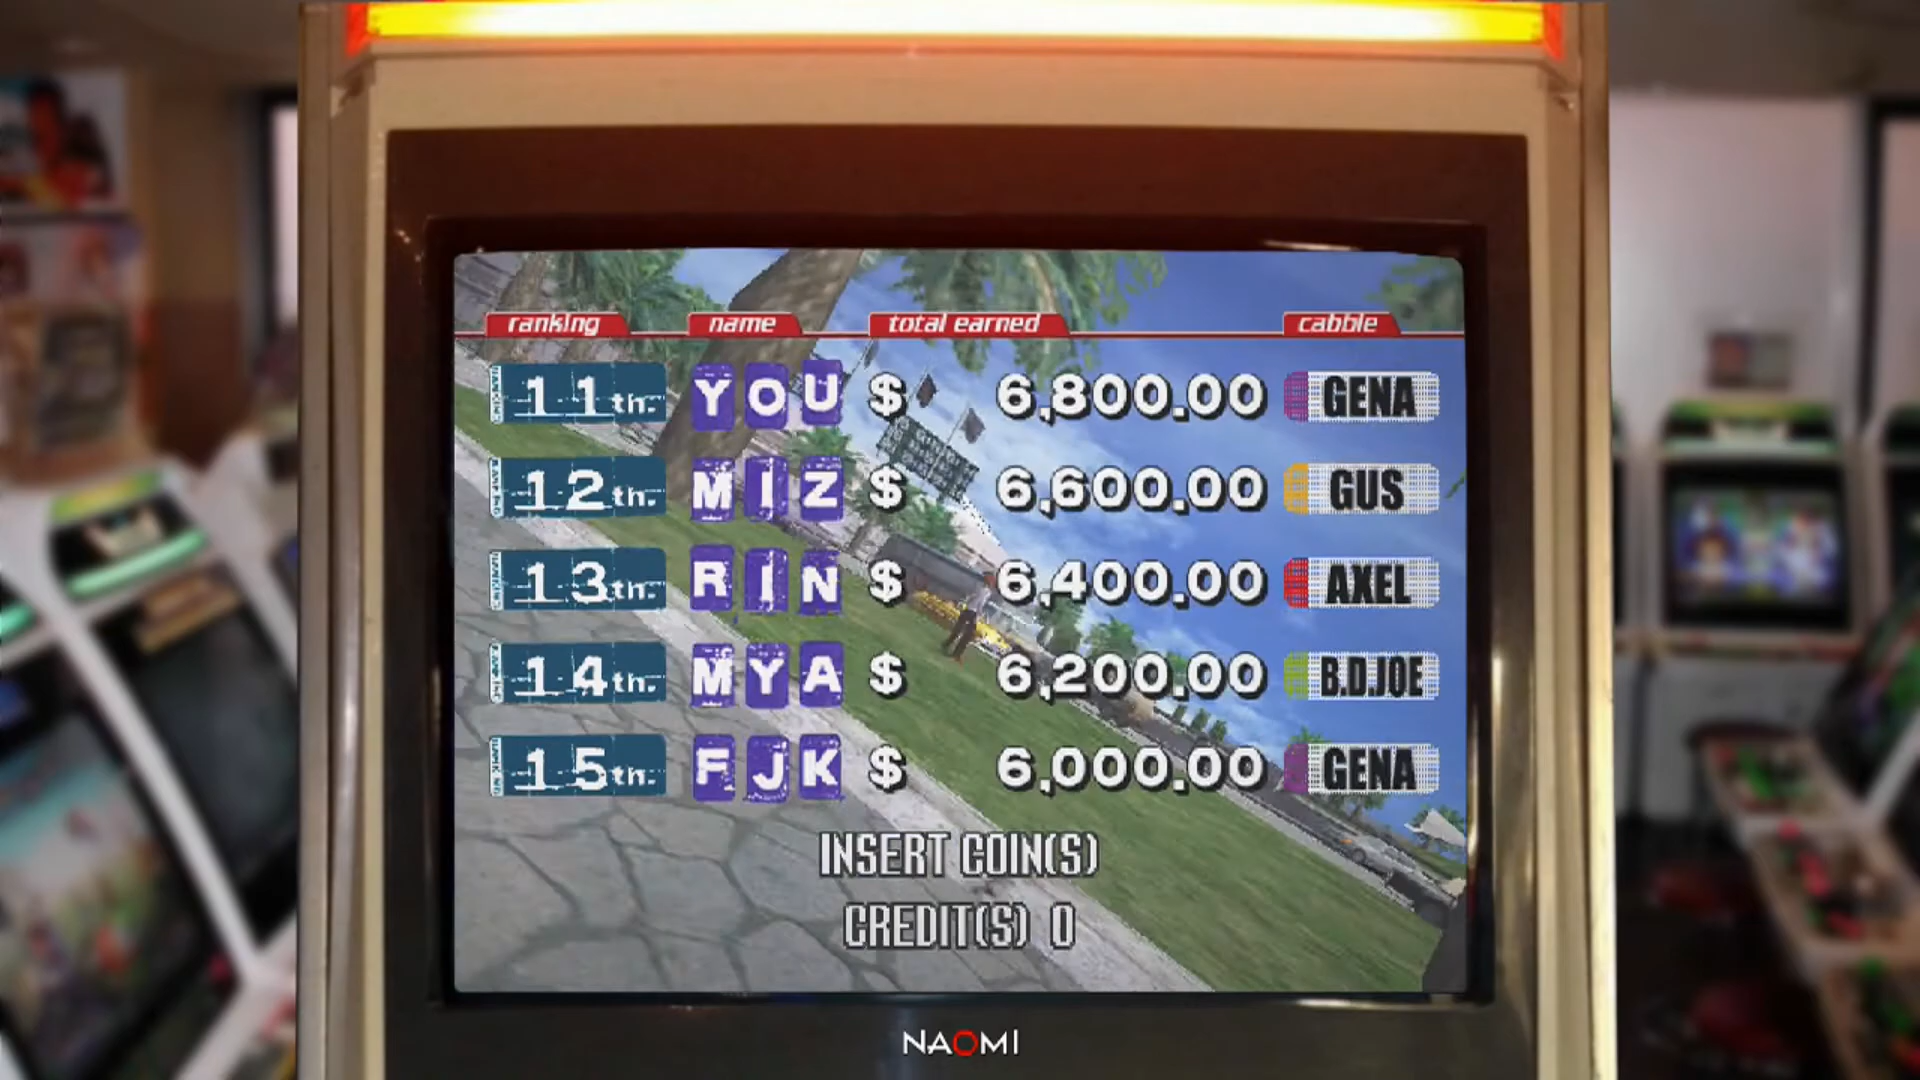 ranking name total earned cabble
11th. YOU $ 6,800.00 GENA
12th. MIZ $ 6,600.00 GUS
13th. RIN $ 6,400.00 AXEL
14th. MYA $ 6,200.00 B.D.JOE
15th. FJK $ 6,000.00 GENA
INSERT COIN(S)
CREDIT(S) 0
NAOMI